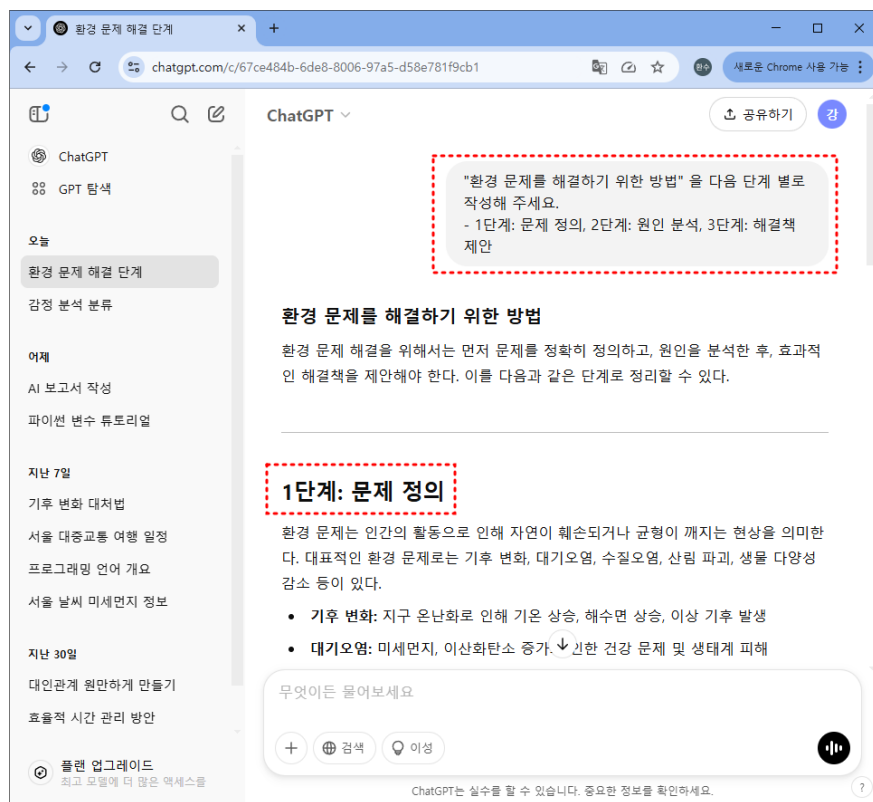 환경 문제 해결 단계
chatgpt.com/c/67ce484b-6de8-8006-97a5-d58e781f9cb1
환수
새로운 Chrome 사용 가능
ChatGPT
GPT 탐색
오늘
환경 문제 해결 단계
감정 분석 분류
어제
AI 보고서 작성
파이썬 변수 튜토리얼
지난 7일
기후 변화 대처법
서울 대중교통 여행 일정
프로그래밍 언어 개요
서울 날씨 미세먼지 정보
지난 30일
대인관계 원만하게 만들기
효율적 시간 관리 방안
플랜 업그레이드
최고 모델에 더 많은 액세스를
ChatGPT
공유하기
강
"환경 문제를 해결하기 위한 방법" 을 다음 단계 별로
작성해 주세요.
- 1단계: 문제 정의, 2단계: 원인 분석, 3단계: 해결책
제안
환경 문제를 해결하기 위한 방법
환경 문제 해결을 위해서는 먼저 문제를 정확히 정의하고, 원인을 분석한 후, 효과적
인 해결책을 제안해야 한다. 이를 다음과 같은 단계로 정리할 수 있다.
1단계: 문제 정의
환경 문제는 인간의 활동으로 인해 자연이 훼손되거나 균형이 깨지는 현상을 의미한
다. 대표적인 환경 문제로는 기후 변화, 대기오염, 수질오염, 산림 파괴, 생물 다양성
감소 등이 있다.
• 기후 변화: 지구 온난화로 인해 기온 상승, 해수면 상승, 이상 기후 발생
• 대기오염: 미세먼지, 이산화탄소 증가 인한 건강 문제 및 생태계 피해
무엇이든 물어보세요
검색
이성
ChatGPT는 실수를 할 수 있습니다. 중요한 정보를 확인하세요.
?